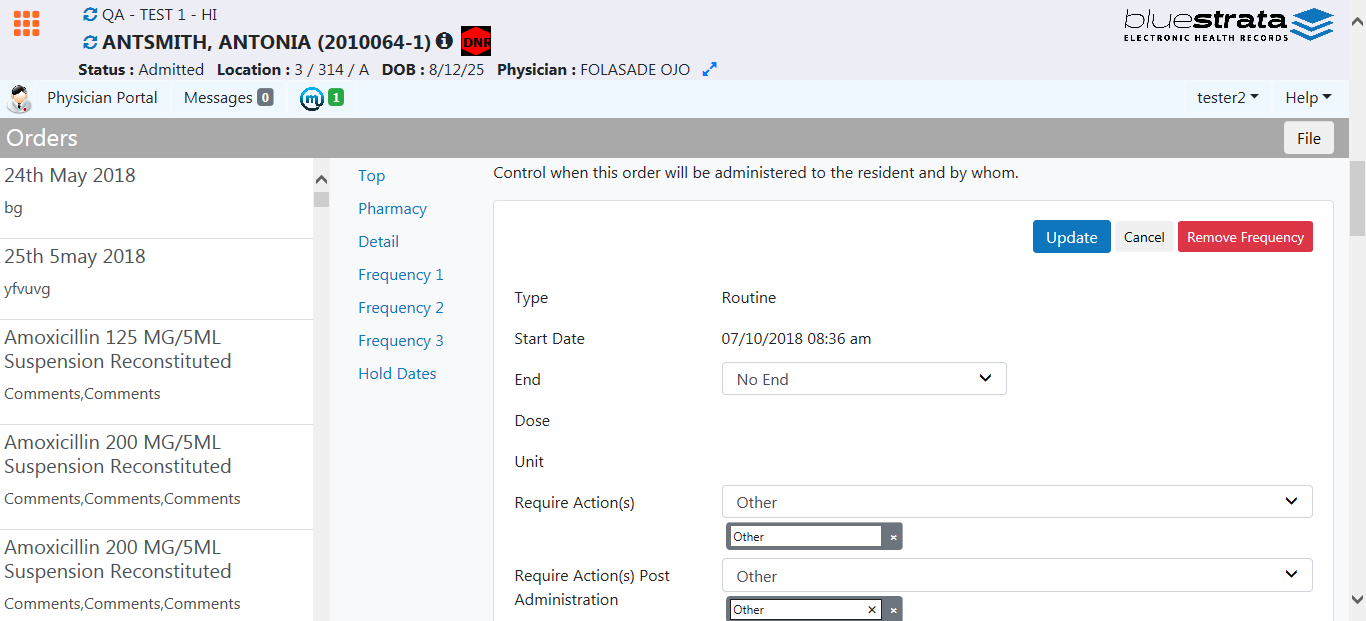 QA - TEST 1 - HI
ANTSMITH, ANTONIA (2010064-1) DNR
Status : Admitted Location : 3 / 314 / A DOB : 8/12/25 Physician : FOLASADE OJO
bluestrata
ELECTRONIC HEALTH RECORDS
Physician Portal Messages 0 m 1 tester2 Help
Orders File
24th May 2018
bg
25th 5may 2018
yfvuvg
Amoxicillin 125 MG/5ML
Suspension Reconstituted
Comments,Comments
Amoxicillin 200 MG/5ML
Suspension Reconstituted
Comments,Comments,Comments
Amoxicillin 200 MG/5ML
Suspension Reconstituted
Comments,Comments,Comments
Top
Pharmacy
Detail
Frequency 1
Frequency 2
Frequency 3
Hold Dates
Control when this order will be administered to the resident and by whom.
Update Cancel Remove Frequency
Type Routine
Start Date 07/10/2018 08:36 am
End No End
Dose
Unit
Require Action(s) Other
Other ×
Require Action(s) Post
Administration
Other
Other × ×